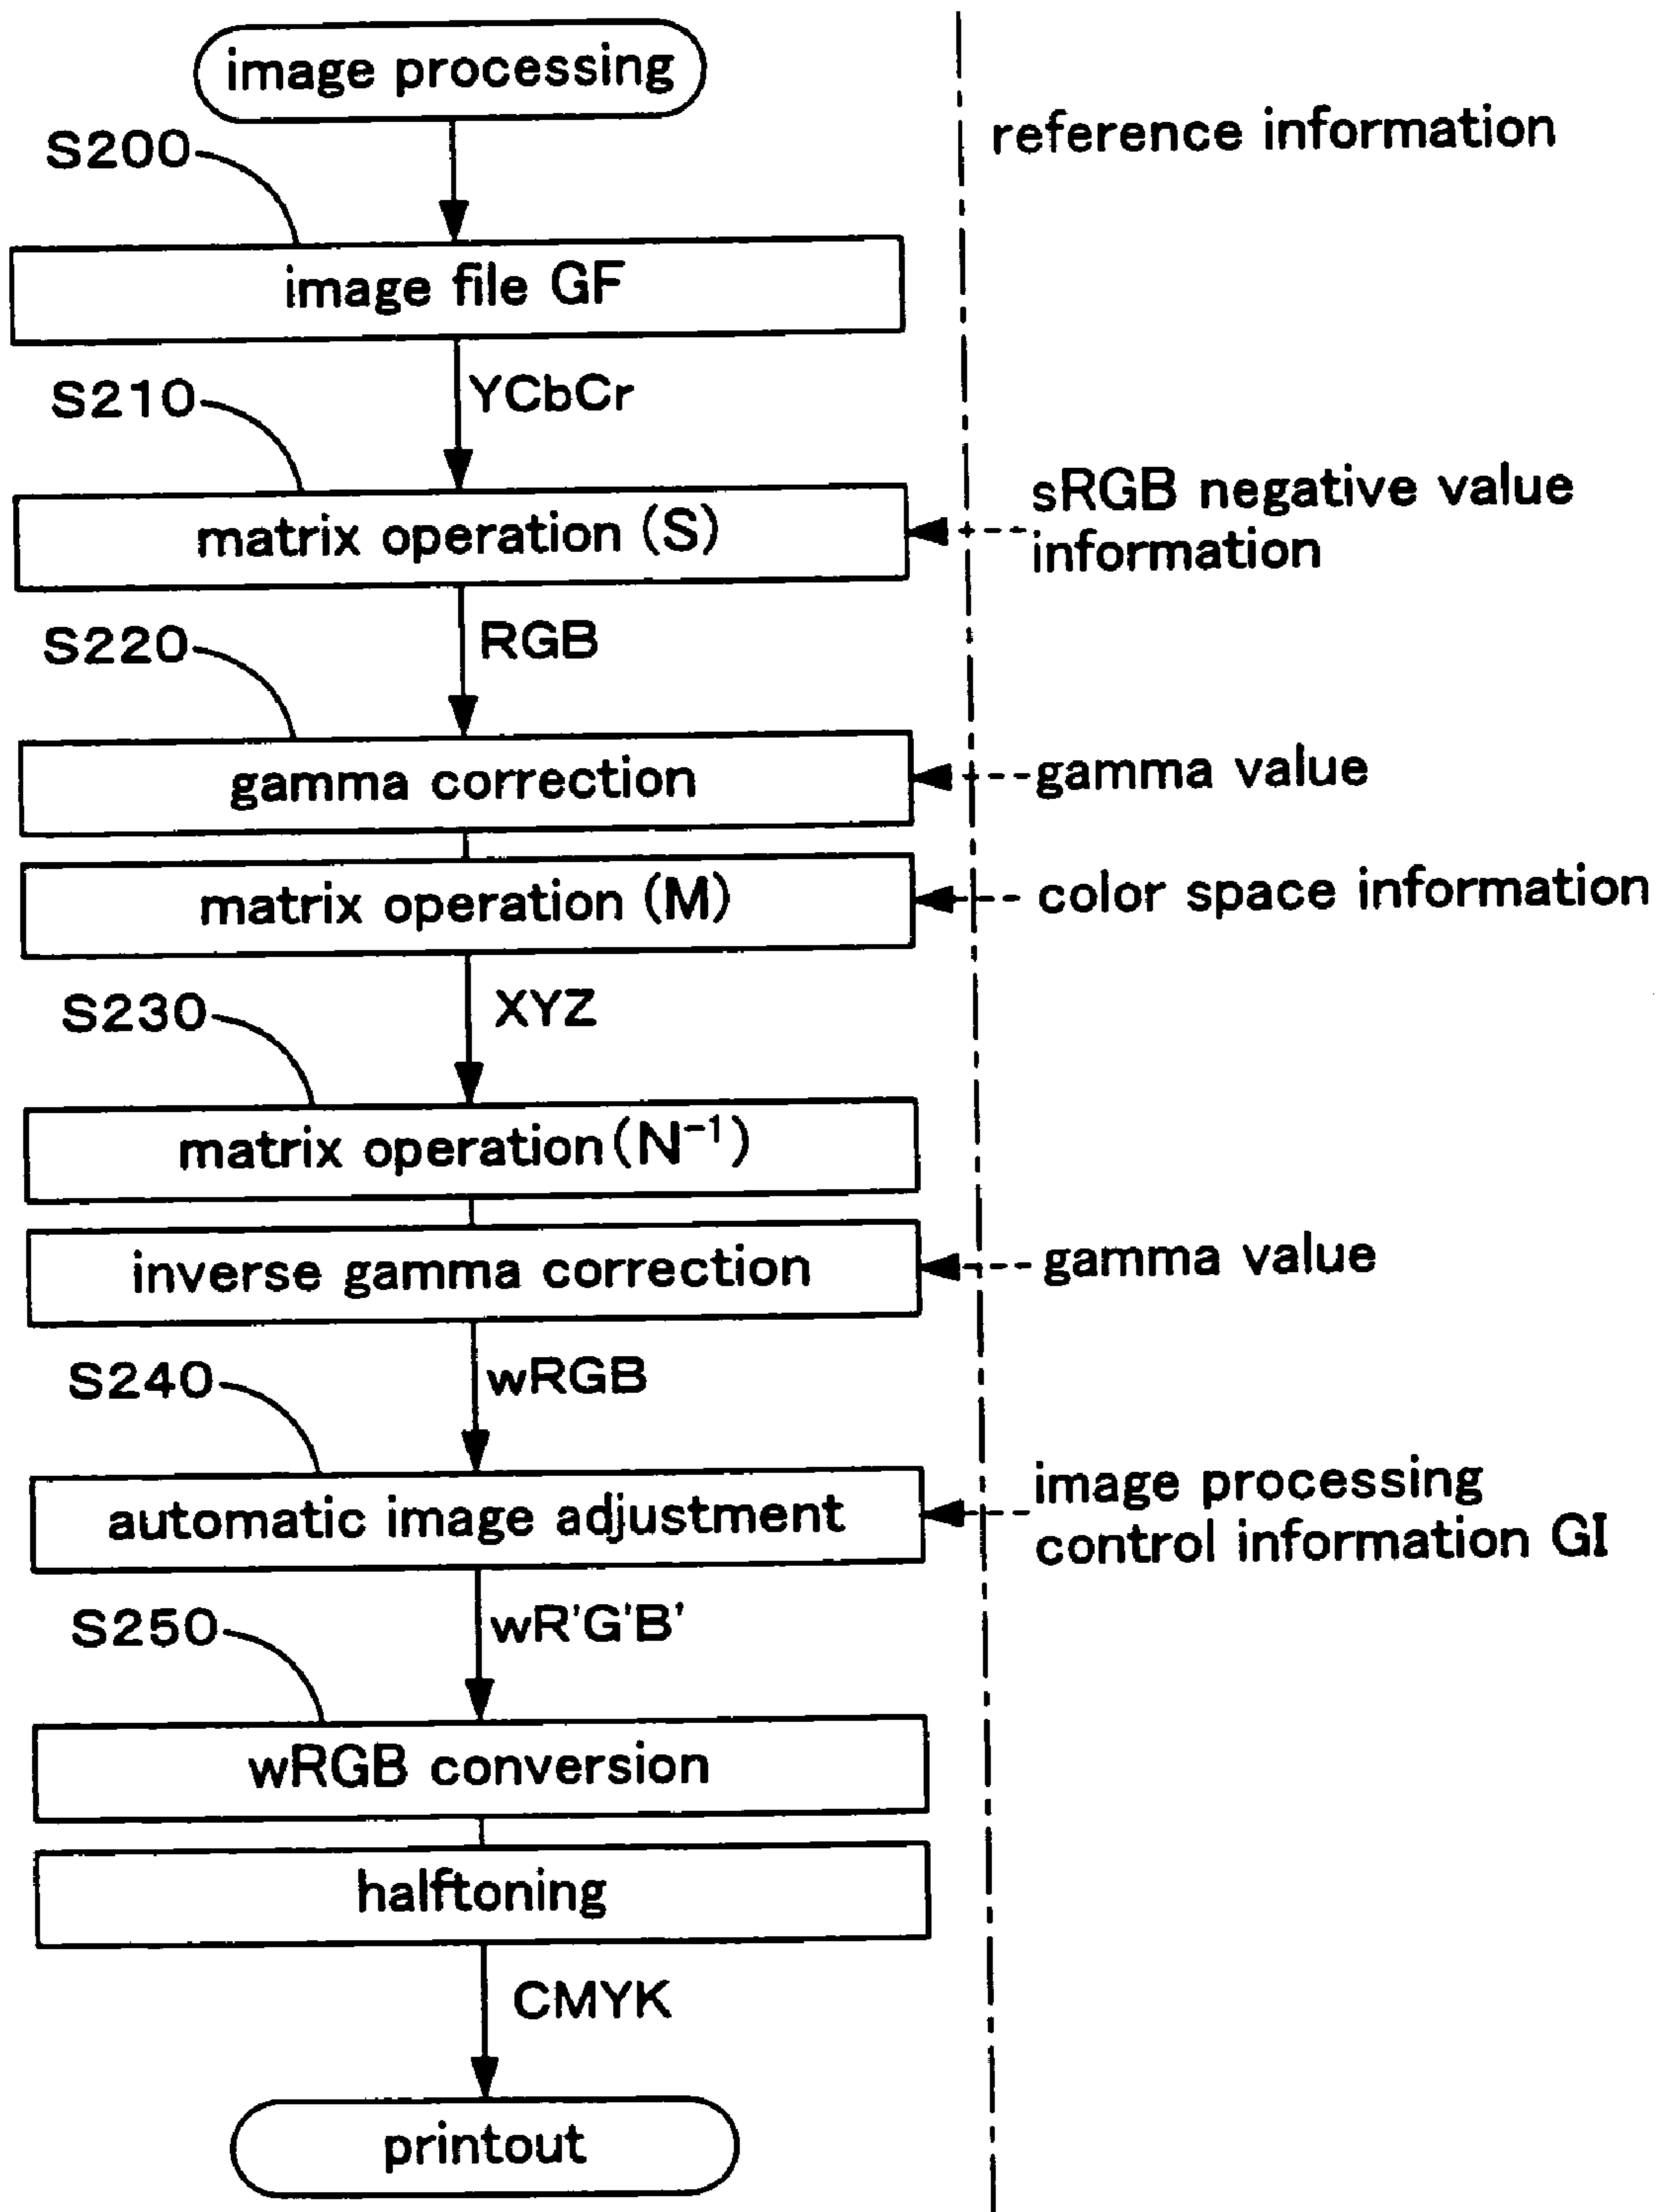 image processing
reference information
S200
image file GF
S210
YCbCr
sRGB negative value
information
matrix operation (S)
S220
RGB
gamma correction
gamma value
matrix operation (M)
color space information
S230
XYZ
matrix operation (N⁻¹)
inverse gamma correction
gamma value
S240
wRGB
automatic image adjustment
image processing
control information GI
S250
wR'G'B'
wRGB conversion
halftoning
CMYK
printout